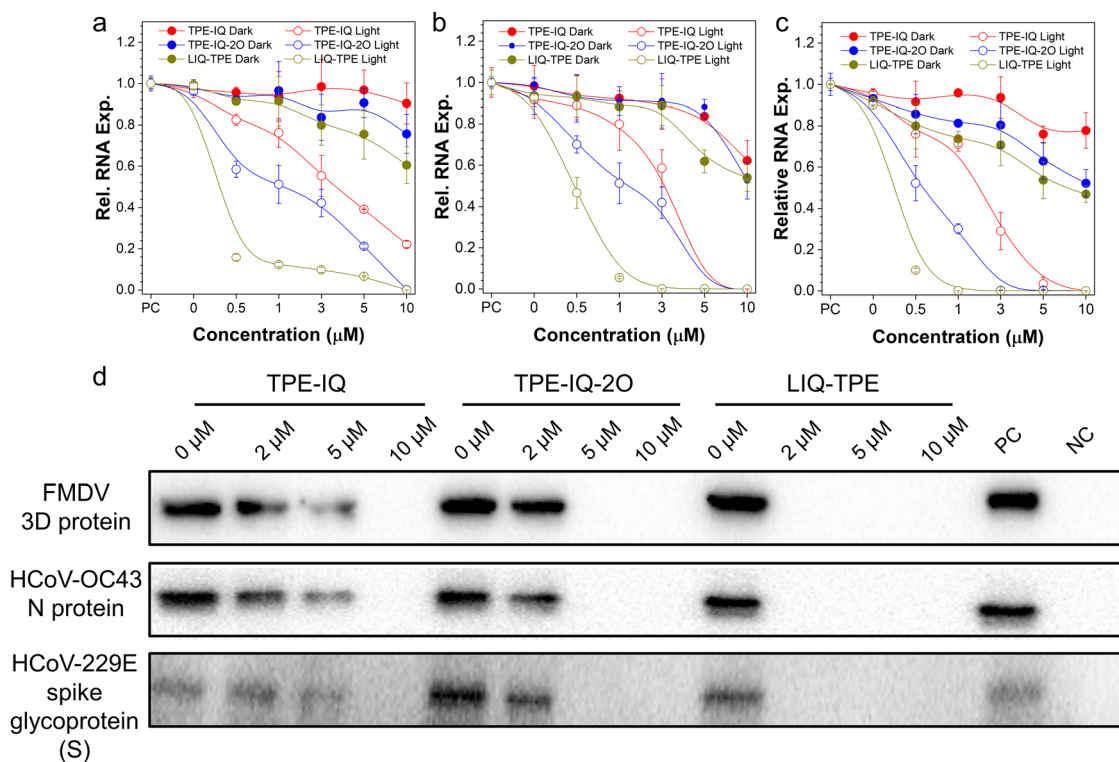 a
TPE-IQ Dark TPE-IQ Light
TPE-IQ-2O Dark TPE-IQ-2O Light
LIQ-TPE Dark LIQ-TPE Light
Rel. RNA Exp.
1.2
1.0
0.8
0.6
0.4
0.2
0.0
PC 0 0.5 1 3 5 10
Concentration (μM)
b
TPE-IQ Dark TPE-IQ Light
TPE-IQ-2O Dark TPE-IQ-2O Light
LIQ-TPE Dark LIQ-TPE Light
Rel. RNA Exp.
1.2
1.0
0.8
0.6
0.4
0.2
0.0
PC 0 0.5 1 3 5 10
Concentration (μM)
c
TPE-IQ Dark TPE-IQ Light
TPE-IQ-2O Dark TPE-IQ-2O Light
LIQ-TPE Dark LIQ-TPE Light
Relative RNA Exp.
1.2
1.0
0.8
0.6
0.4
0.2
0.0
PC 0 0.5 1 3 5 10
Concentration (μM)
d
TPE-IQ TPE-IQ-2O LIQ-TPE
0 μM 2 μM 5 μM 10 μM 0 μM 2 μM 5 μM 10 μM 0 μM 2 μM 5 μM 10 μM PC NC
FMDV
3D protein
HCoV-OC43
N protein
HCoV-229E
spike
glycoprotein
(S)